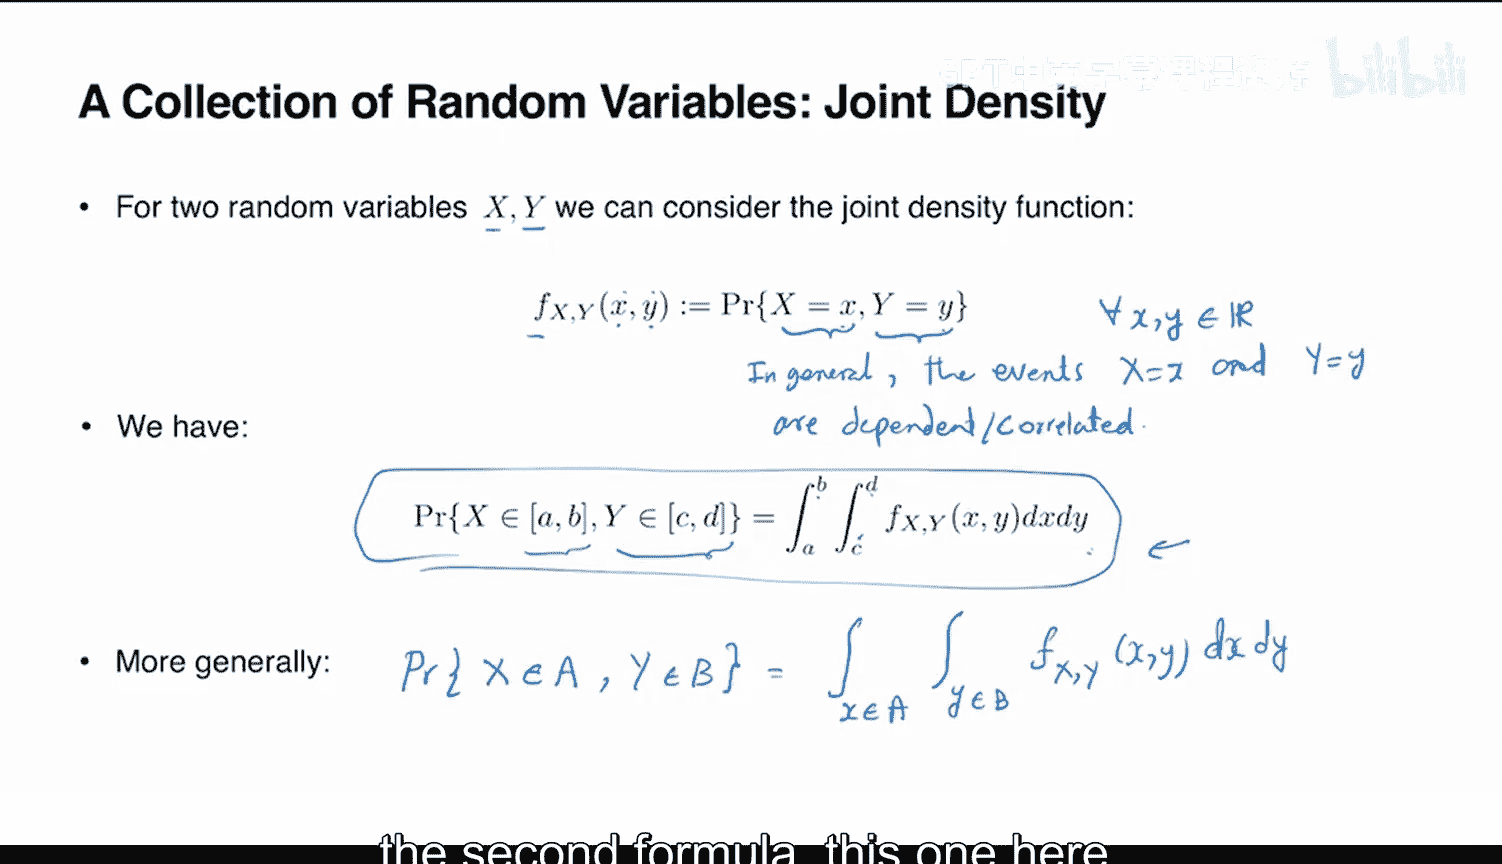 bilibili
A Collection of Random Variables: Joint Density
• For two random variables X, Y we can consider the joint density function:
f_{X,Y}(x, y) := Pr{X = x, Y = y} ∀ x,y ∈ ℝ
In general, the events X=x and Y=y
• We have: are dependent/correlated.
Pr{X ∈ [a, b], Y ∈ [c, d]} = ∫_a^b ∫_c^d f_{X,Y}(x, y)dxdy ←
• More generally: Pr{ X ∈ A , Y ∈ B } = ∫_{x∈A} ∫_{y∈B} f_{X,Y} (x,y) dx dy
the second formula, this one here